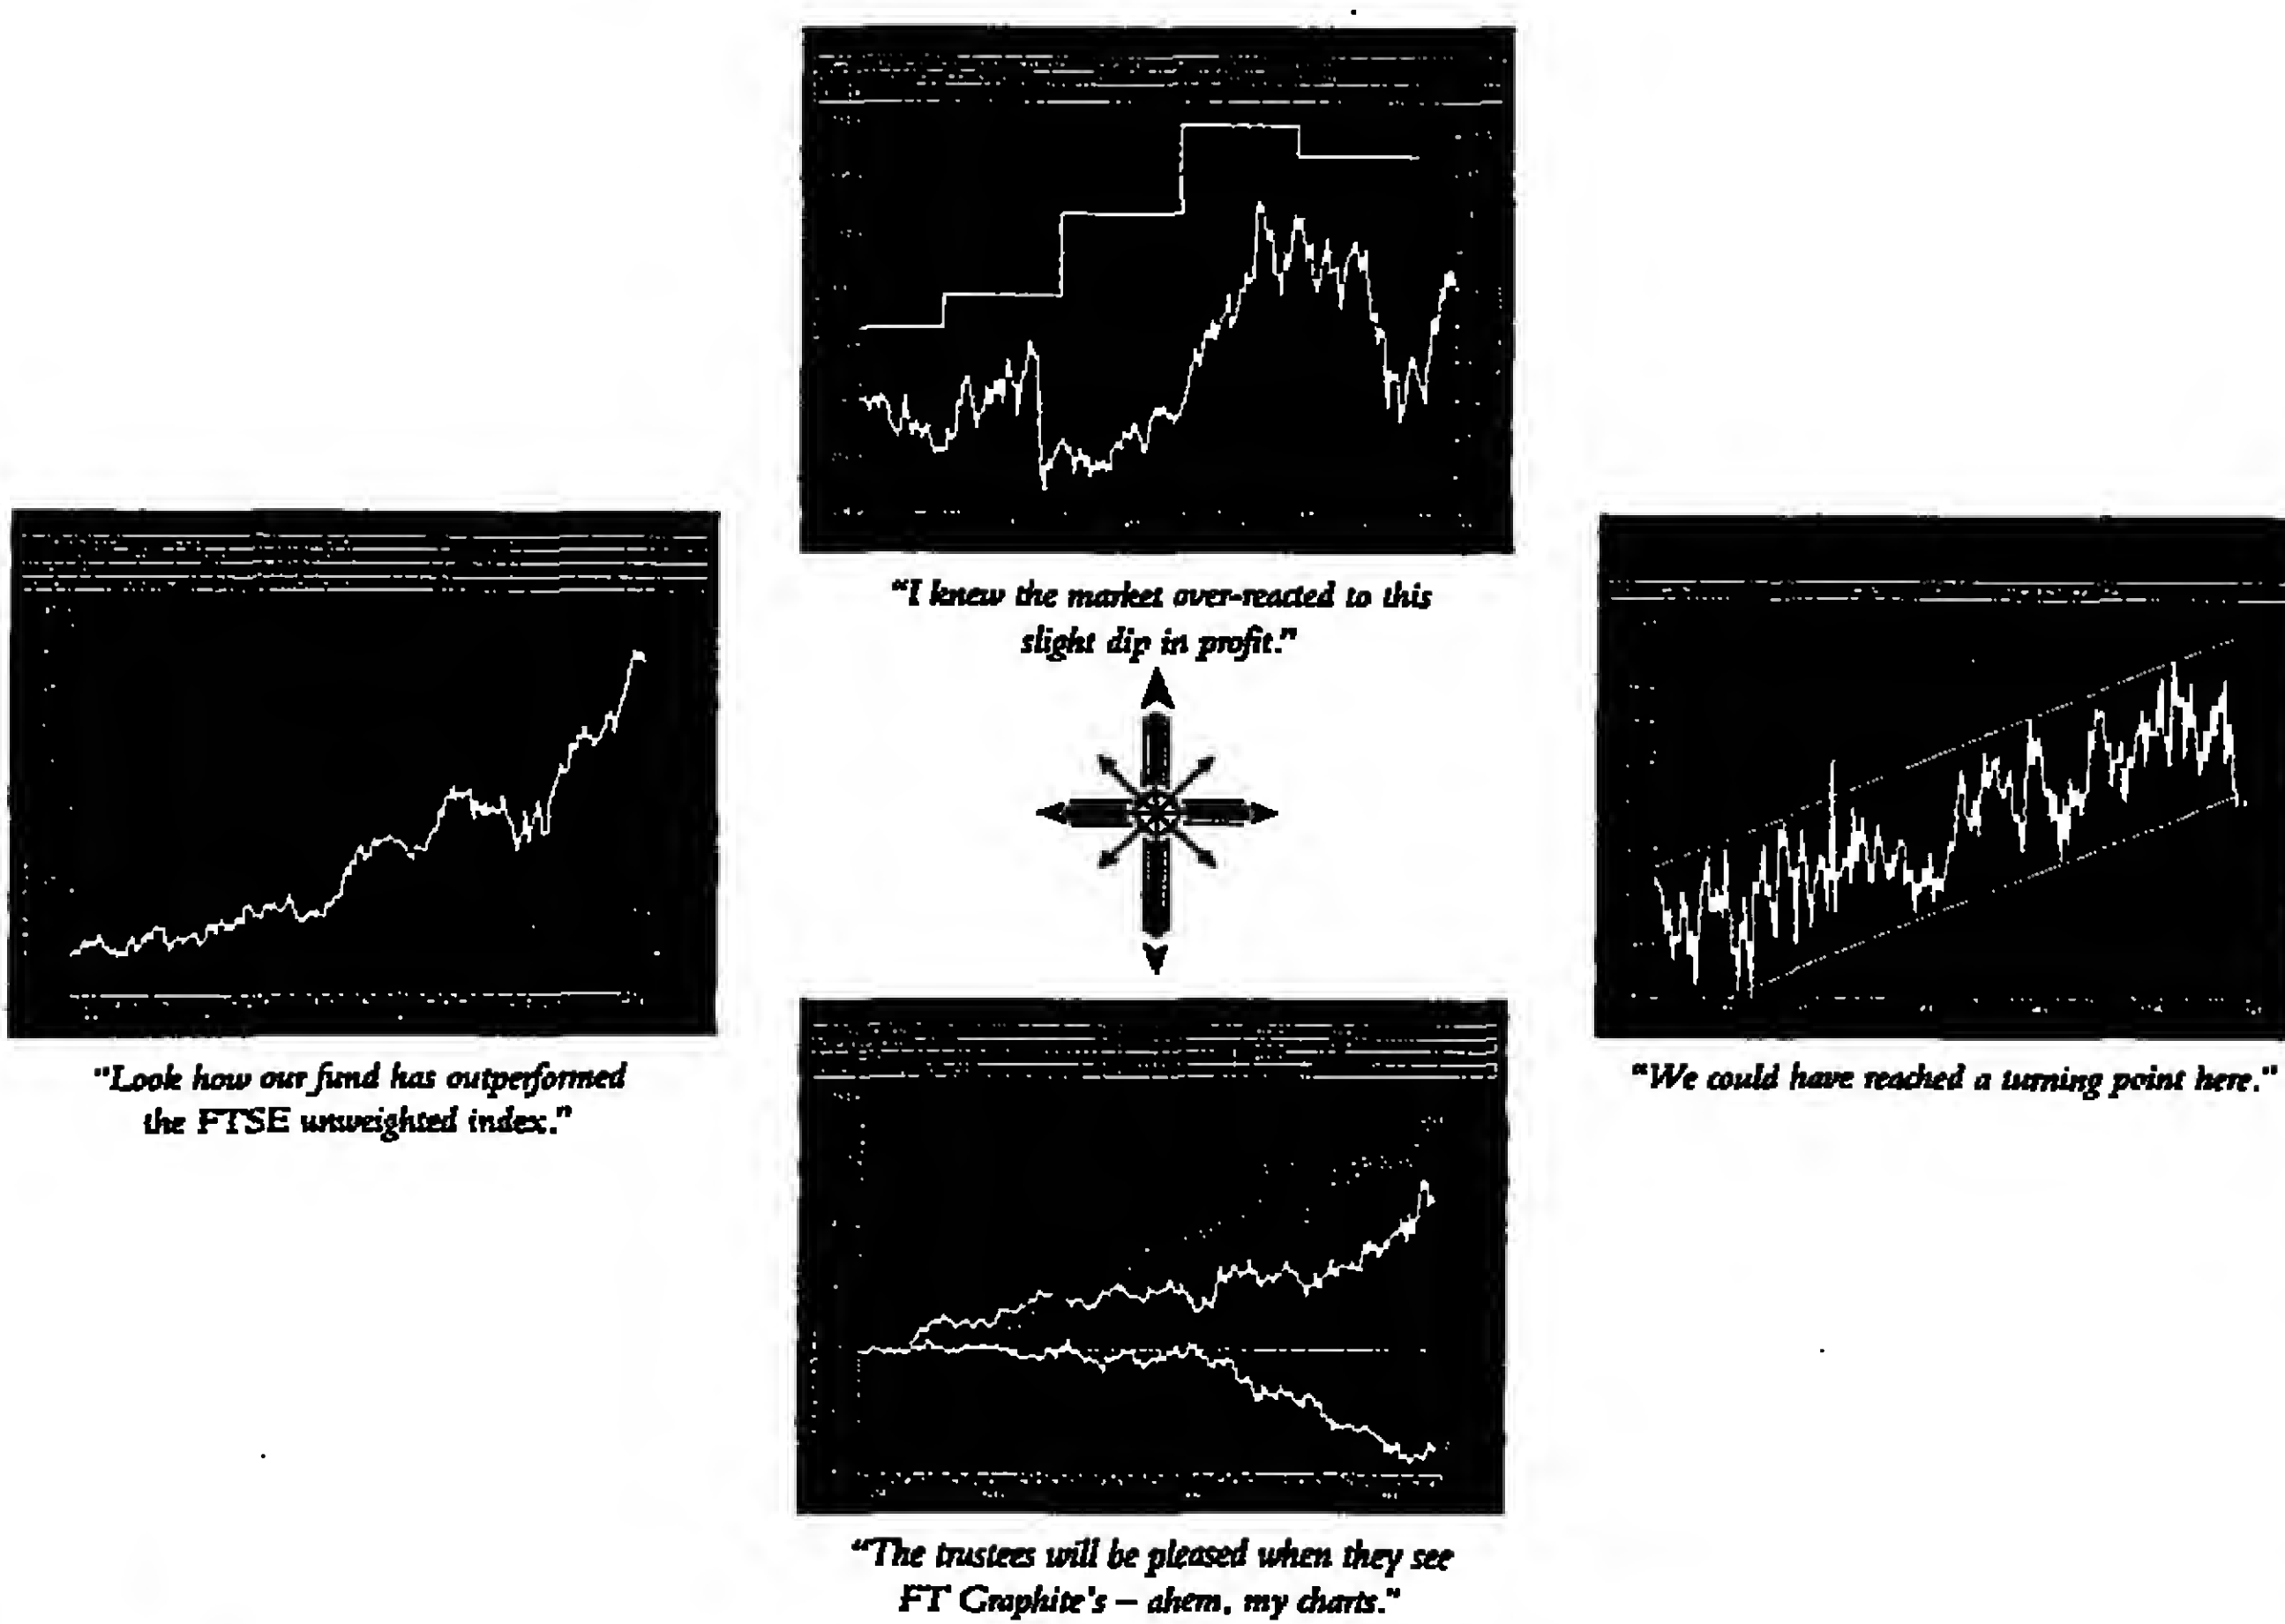 "I knew the market over-reacted to this
slight dip in profit."
"Look how our fund has outperformed
the FTSE unweighted index."
"We could have reached a turning point here."
"The trustees will be pleased when they see
FT Graphite's – ahem, my charts."